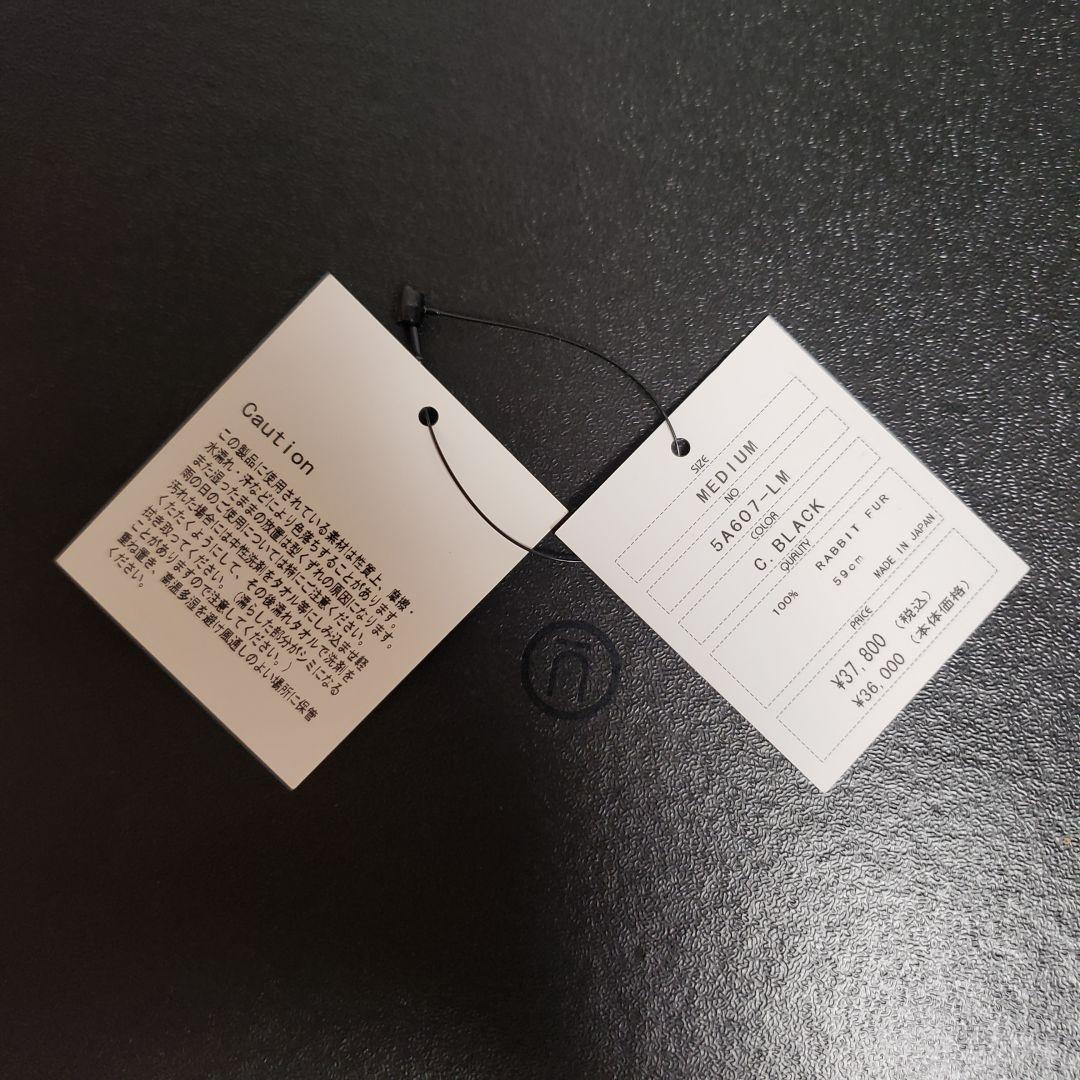 Caution
この製品に使用されている素材は性質上、摩擦・
水濡れ・汗などにより色落ちすることがあります。
また湿ったままの放置は型くずれの原因になります
雨の日のご使用については特にご注意ください。
汚れた場合には中性洗剤をタオル等にしみ込ませ軽
くたたくようにして、その後濡れタオルで洗剤を
拭き取ってください。(濡らした部分がシミになる
ことがありますので注意してください。)
重ね置き・高温多湿を避け風通しのよい場所に保管
ください。
SIZE
MEDIUM
NO
5A607-LM
COLOR
C. BLACK
QUALITY
100% RABBIT FUR
59cm
MADE IN JAPAN
PRICE
¥37,800 (税込)
¥36,000 (本体価格)
ñ